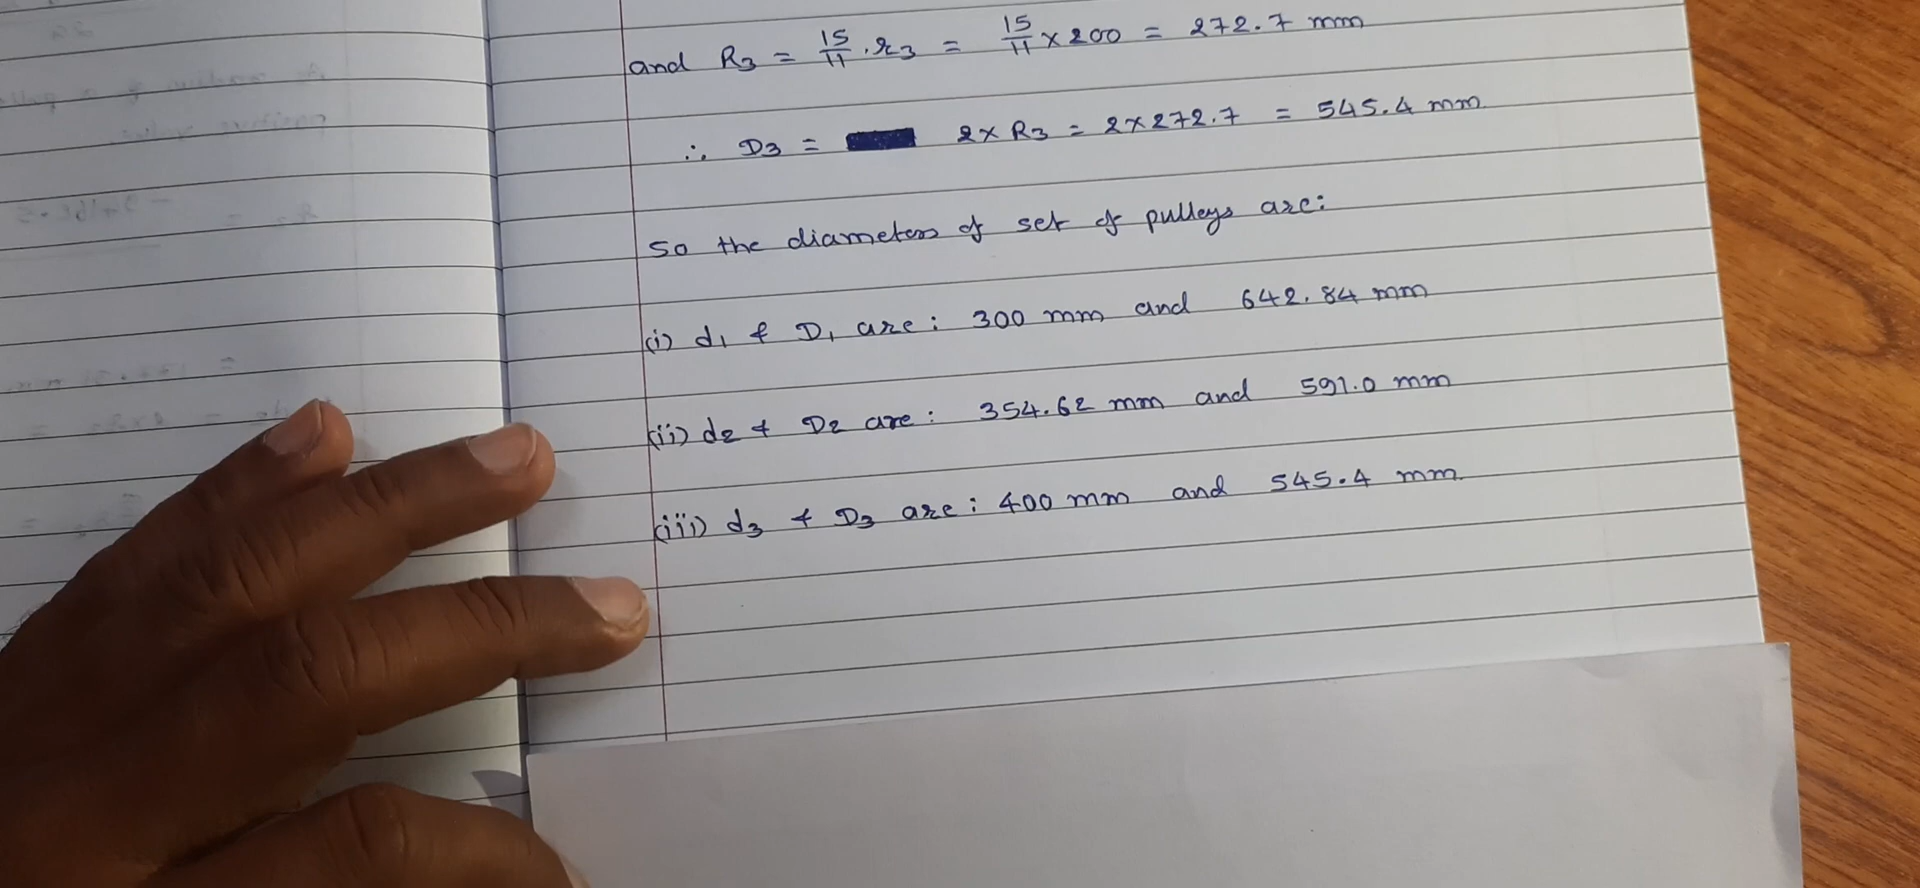 and R3 = 15/11 . r3 = 15/11 × 200 = 272.7 mm
∴ D3 = 2 × R3 = 2 × 272.7 = 545.4 mm
So the diameters of set of pulleys are:
(i) d1 & D1 are: 300 mm and 642.84 mm
(ii) d2 & D2 are: 354.62 mm and 591.0 mm
(iii) d3 & D3 are: 400 mm and 545.4 mm